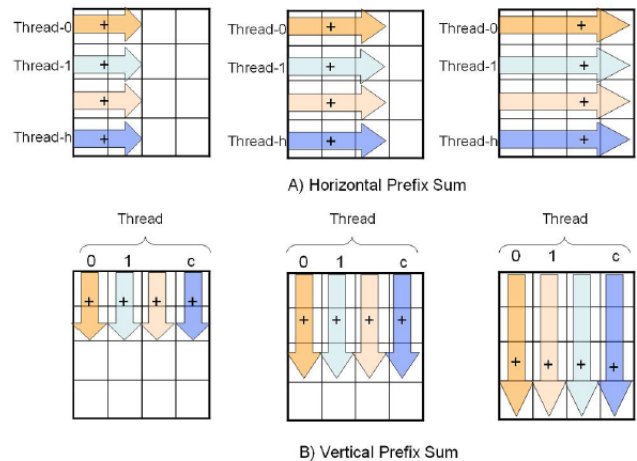 Thread-0
Thread-1
Thread-h
+
+
+
+
Thread-0
Thread-1
Thread-h
+
+
+
+
Thread-0
Thread-1
Thread-h
+
+
+
+
A) Horizontal Prefix Sum
Thread
0 1 c
+ + + +
Thread
0 1 c
+ + + +
Thread
0 1 c
+ + + +
B) Vertical Prefix Sum